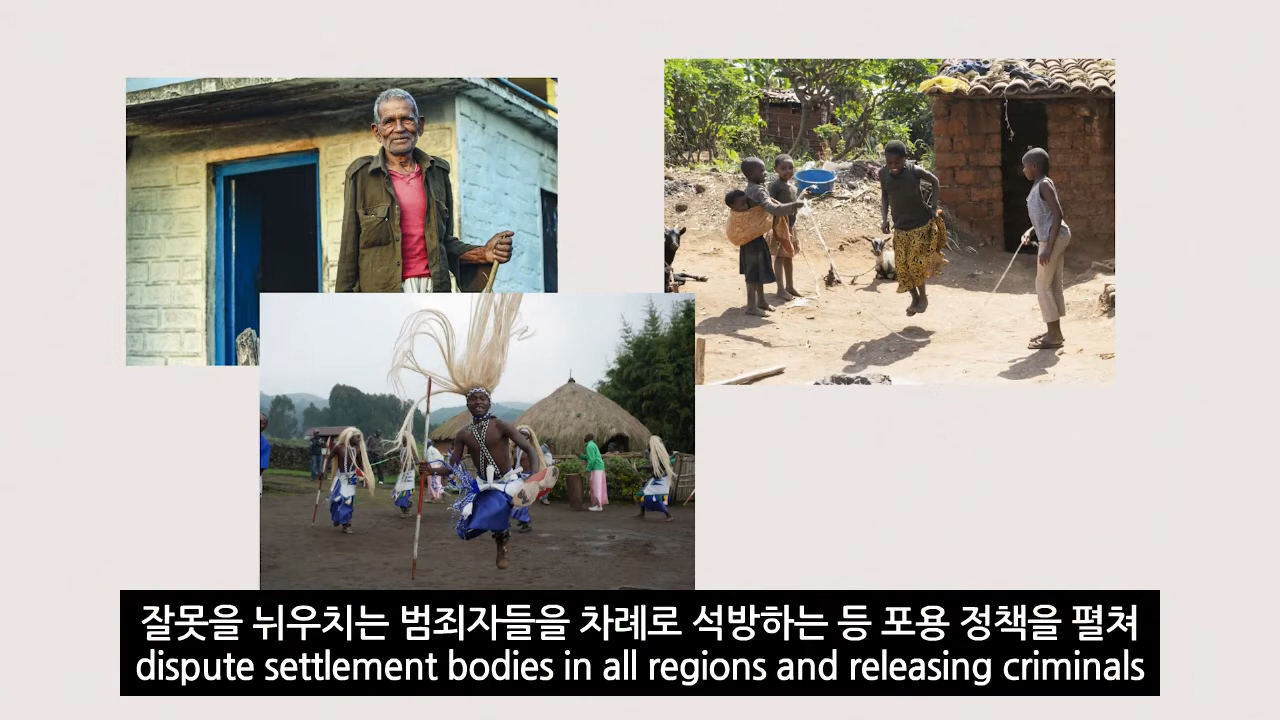 잘못을 뉘우치는 범죄자들을 차례로 석방하는 등 포용 정책을 펼쳐
dispute settlement bodies in all regions and releasing criminals